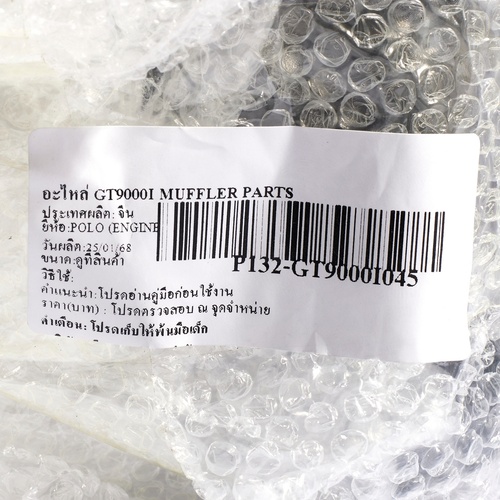 อะไหล่ GT9000I MUFFLER PARTS
ประเทศผลิต: จีน
ยี่ห้อ:POLO (ENGINE
วันผลิต:25/01/68
ขนาด:ดูที่สินค้า
P132-GT9000I045
วิธีใช้:
คำแนะนำ:โปรดอ่านคู่มือก่อนใช้งาน
ราคา(บาท) : โปรดตรวจสอบ ณ จุดจำหน่าย
คำเตือน: โปรดเก็บให้พ้นมือเด็ก